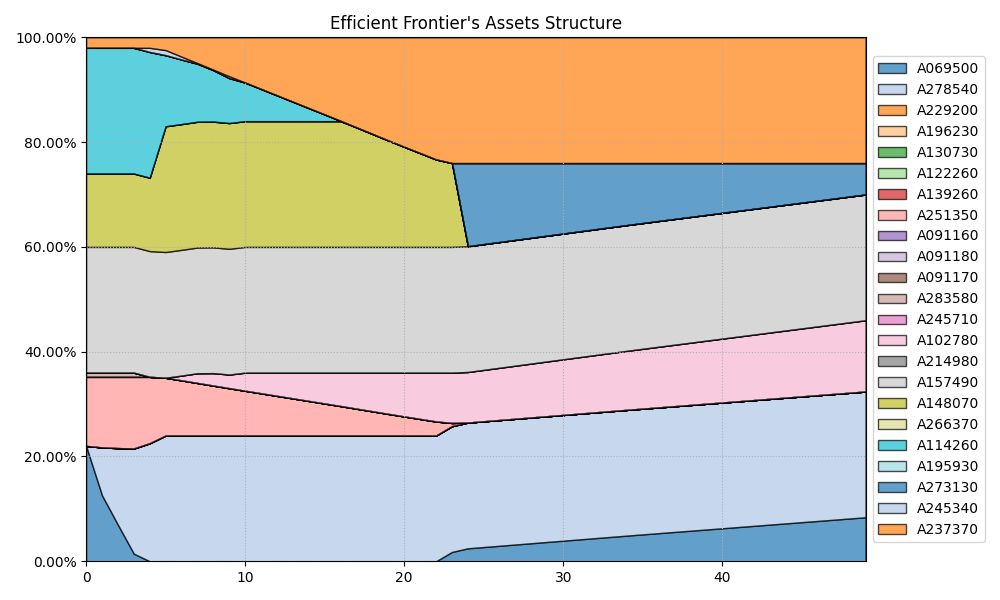 Efficient Frontier's Assets Structure
100.00%
80.00%
60.00%
40.00%
20.00%
0.00%
0
10
20
30
40
A069500
A278540
A229200
A196230
A130730
A122260
A139260
A251350
A091160
A091180
A091170
A283580
A245710
A102780
A214980
A157490
A148070
A266370
A114260
A195930
A273130
A245340
A237370